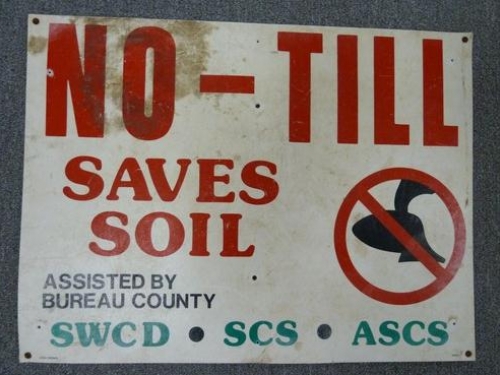 NO-TILL
SAVES
SOIL
ASSISTED BY
BUREAU COUNTY
SWCD • SCS • ASCS